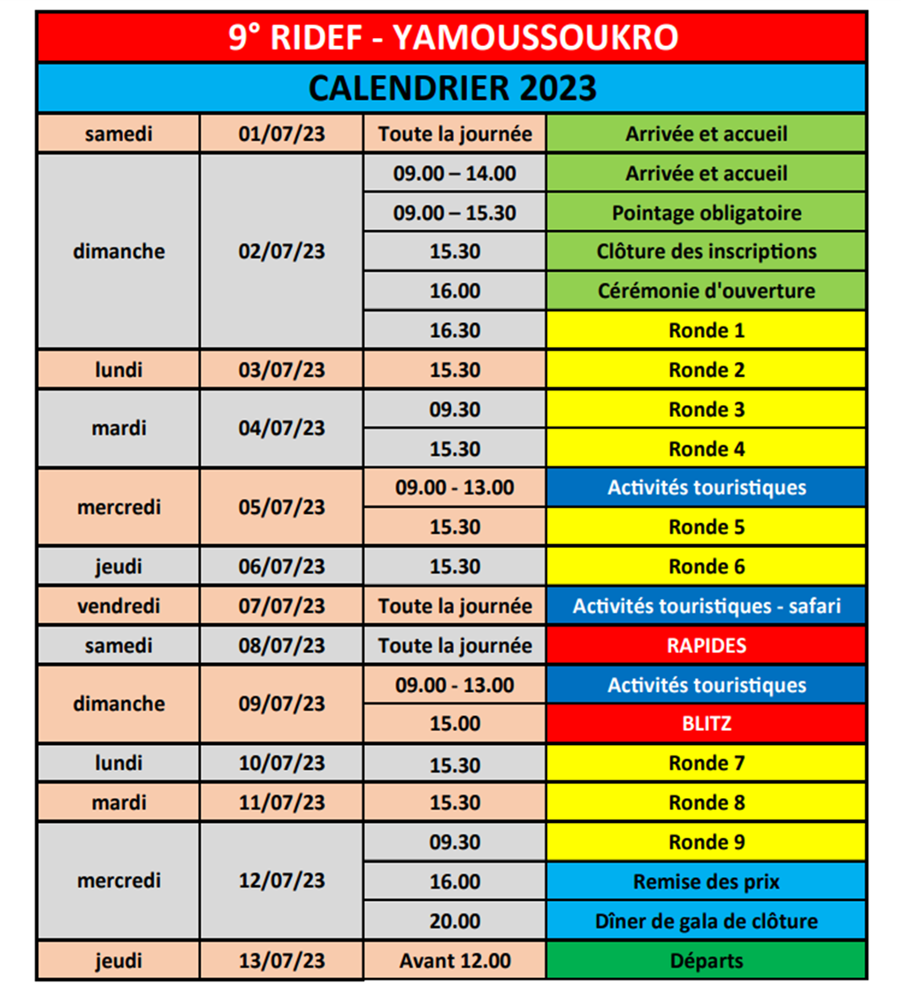 9° RIDEF - YAMOUSSOUKRO
CALENDRIER 2023
samedi 01/07/23 Toute la journée Arrivée et accueil
dimanche 02/07/23 09.00 – 14.00 Arrivée et accueil
09.00 – 15.30 Pointage obligatoire
15.30 Clôture des inscriptions
16.00 Cérémonie d'ouverture
16.30 Ronde 1
lundi 03/07/23 15.30 Ronde 2
mardi 04/07/23 09.30 Ronde 3
15.30 Ronde 4
mercredi 05/07/23 09.00 - 13.00 Activités touristiques
15.30 Ronde 5
jeudi 06/07/23 15.30 Ronde 6
vendredi 07/07/23 Toute la journée Activités touristiques - safari
samedi 08/07/23 Toute la journée RAPIDES
dimanche 09/07/23 09.00 - 13.00 Activités touristiques
15.00 BLITZ
lundi 10/07/23 15.30 Ronde 7
mardi 11/07/23 15.30 Ronde 8
mercredi 12/07/23 09.30 Ronde 9
16.00 Remise des prix
20.00 Dîner de gala de clôture
jeudi 13/07/23 Avant 12.00 Départs